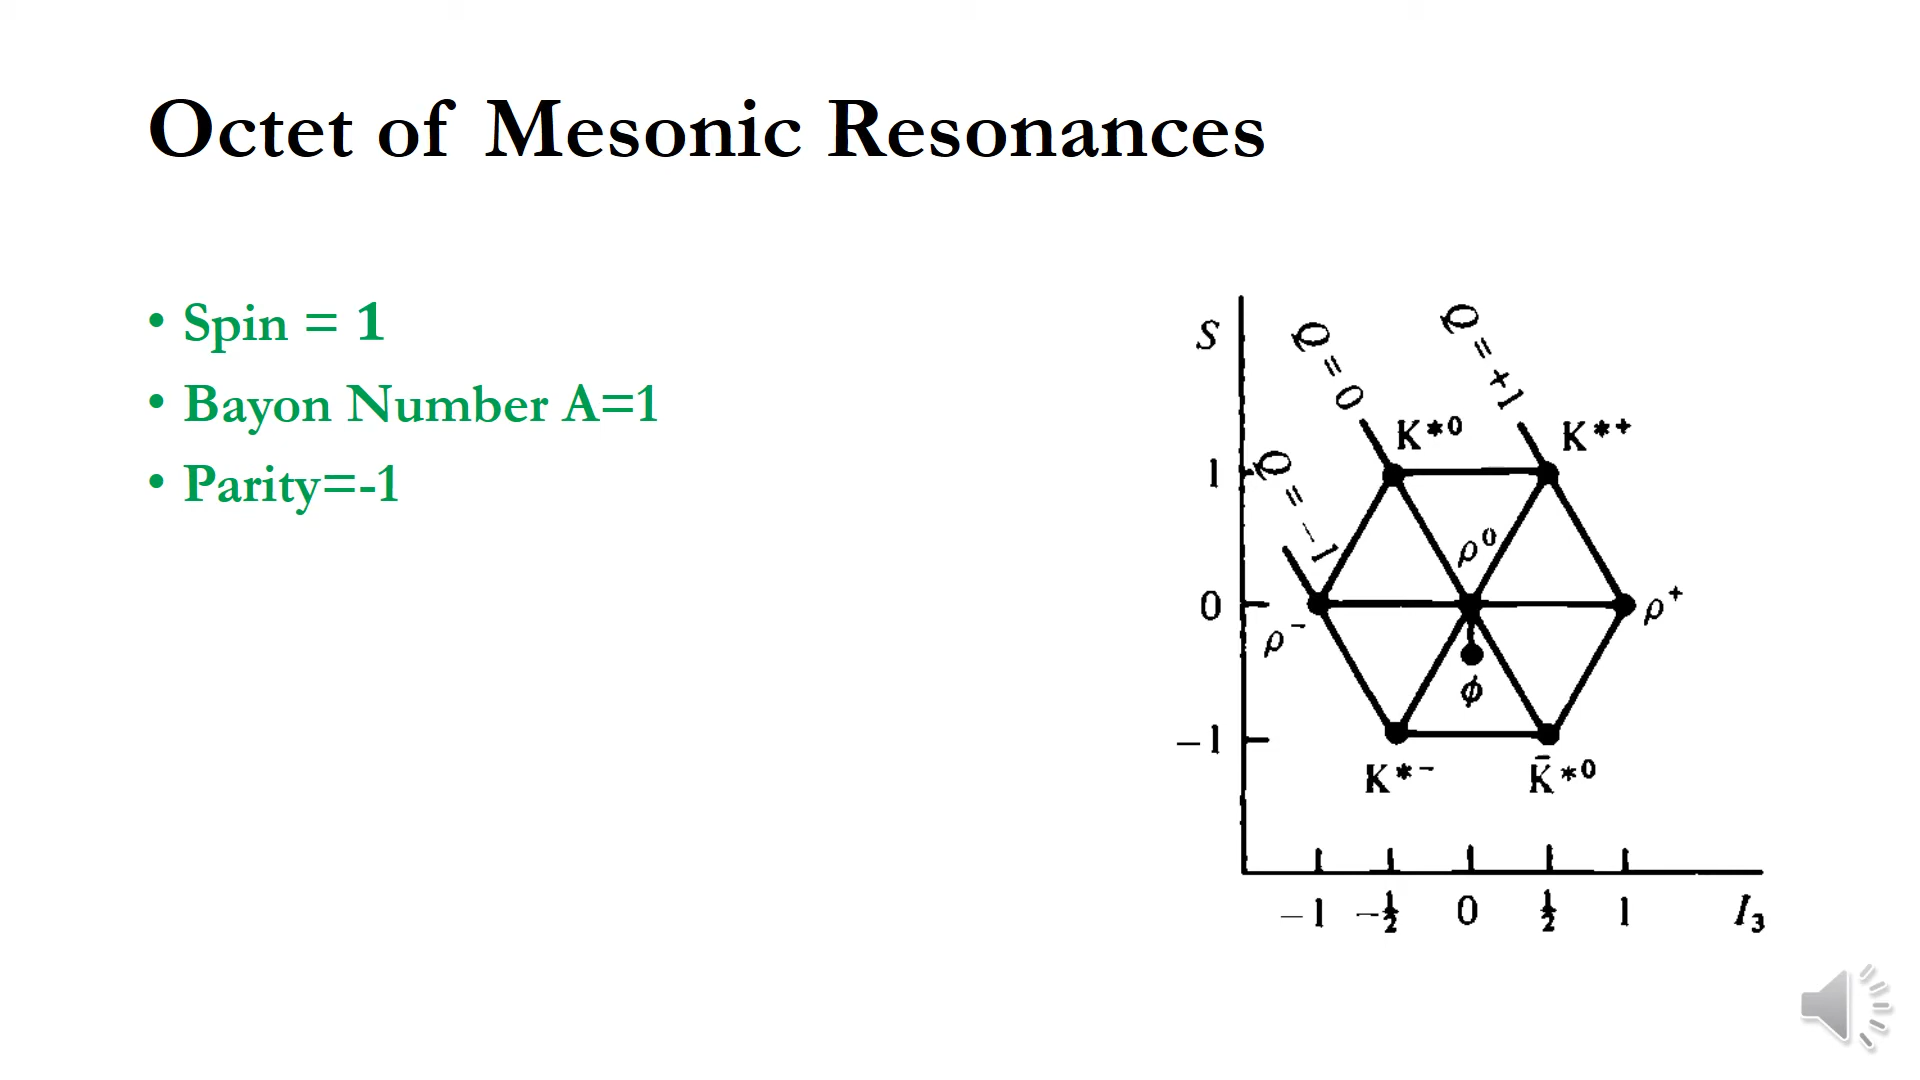 Octet of Mesonic Resonances
• Spin = 1
• Bayon Number A=1
• Parity=-1
S
Q = 0
Q = +1
K*0
K*+
1
Q = -1
ρ0
0
ρ-
ρ+
ϕ
-1
K*-
K̄*0
-1
-1/2
0
1/2
1
I3